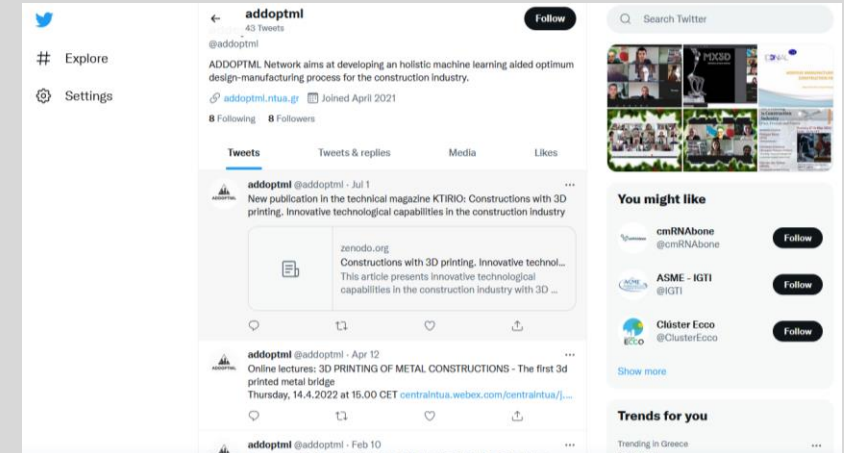 addoptml
43 Tweets
Follow
Search Twitter
Explore
Settings
@addoptml
ADDOPTML Network aims at developing an holistic machine learning aided optimum
design-manufacturing process for the construction industry.
addoptml.ntua.gr Joined April 2021
8 Following 8 Followers
Tweets Tweets & replies Media Likes
addoptml @addoptml · Jul 1
New publication in the technical magazine KTIRIO: Constructions with 3D
printing. Innovative technological capabilities in the construction industry
zenodo.org
Constructions with 3D printing. Innovative technol...
This article presents innovative technological
capabilities in the construction industry with 3D ...
addoptml @addoptml · Apr 12
Online lectures: 3D PRINTING OF METAL CONSTRUCTIONS - The first 3d
printed metal bridge
Thursday, 14.4.2022 at 15.00 CET centralntua.webex.com/centralntua/j....
addoptml @addoptml · Feb 10
MX3D
You might like
cmRNAbone
@cmRNAbone
Follow
ASME - IGTI
@IGTI
Follow
Clúster Ecco
@ClusterEcco
Follow
ECCO
Show more
Trends for you
Trending in Greece